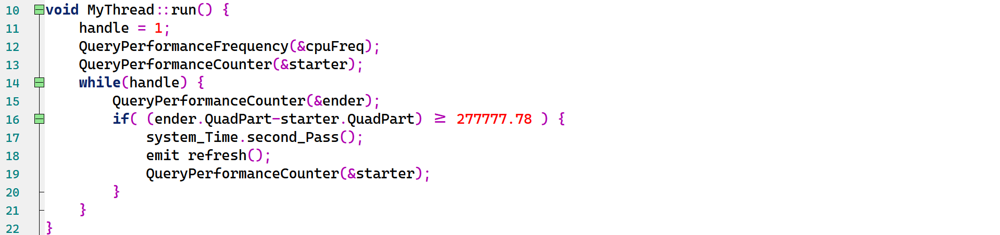 10 void MyThread::run() {
11     handle = 1;
12     QueryPerformanceFrequency(&cpuFreq);
13     QueryPerformanceCounter(&starter);
14     while(handle) {
15         QueryPerformanceCounter(&ender);
16         if( (ender.QuadPart-starter.QuadPart) ≥ 277777.78 ) {
17             system_Time.second_Pass();
18             emit refresh();
19             QueryPerformanceCounter(&starter);
20         }
21     }
22 }